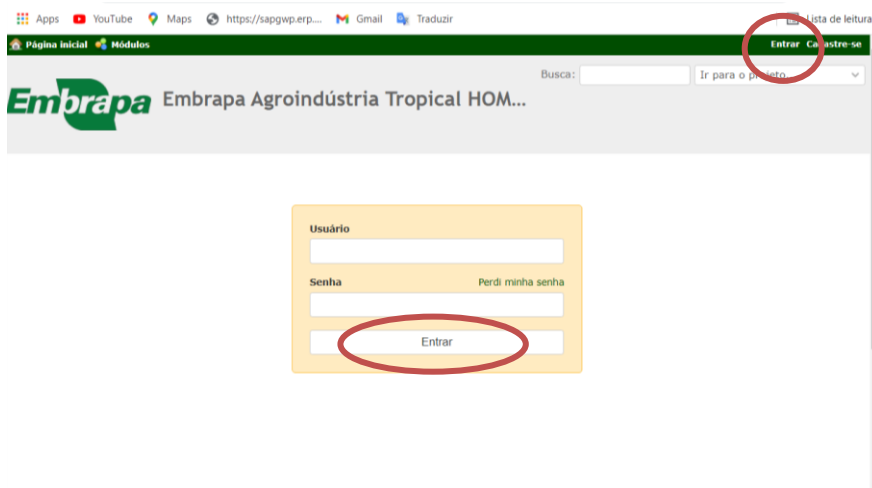 Apps YouTube Maps https://sapgwp.erp.... Gmail Traduzir Lista de leitura
Página inicial Módulos Entrar Cadastre-se
Busca: Ir para o projeto...
Embrapa Embrapa Agroindústria Tropical HOM...
Usuário
Senha Perdi minha senha
Entrar